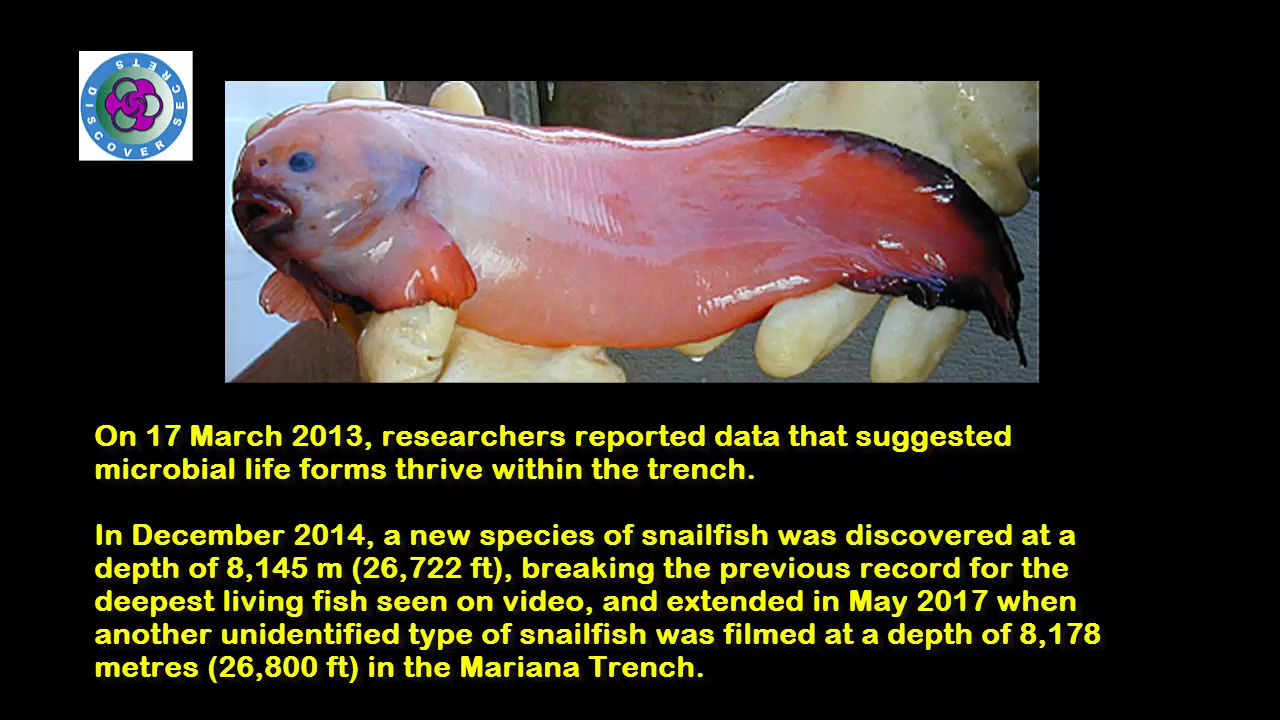 DISCOVER SECRETS
On 17 March 2013, researchers reported data that suggested
microbial life forms thrive within the trench.
In December 2014, a new species of snailfish was discovered at a
depth of 8,145 m (26,722 ft), breaking the previous record for the
deepest living fish seen on video, and extended in May 2017 when
another unidentified type of snailfish was filmed at a depth of 8,178
metres (26,800 ft) in the Mariana Trench.